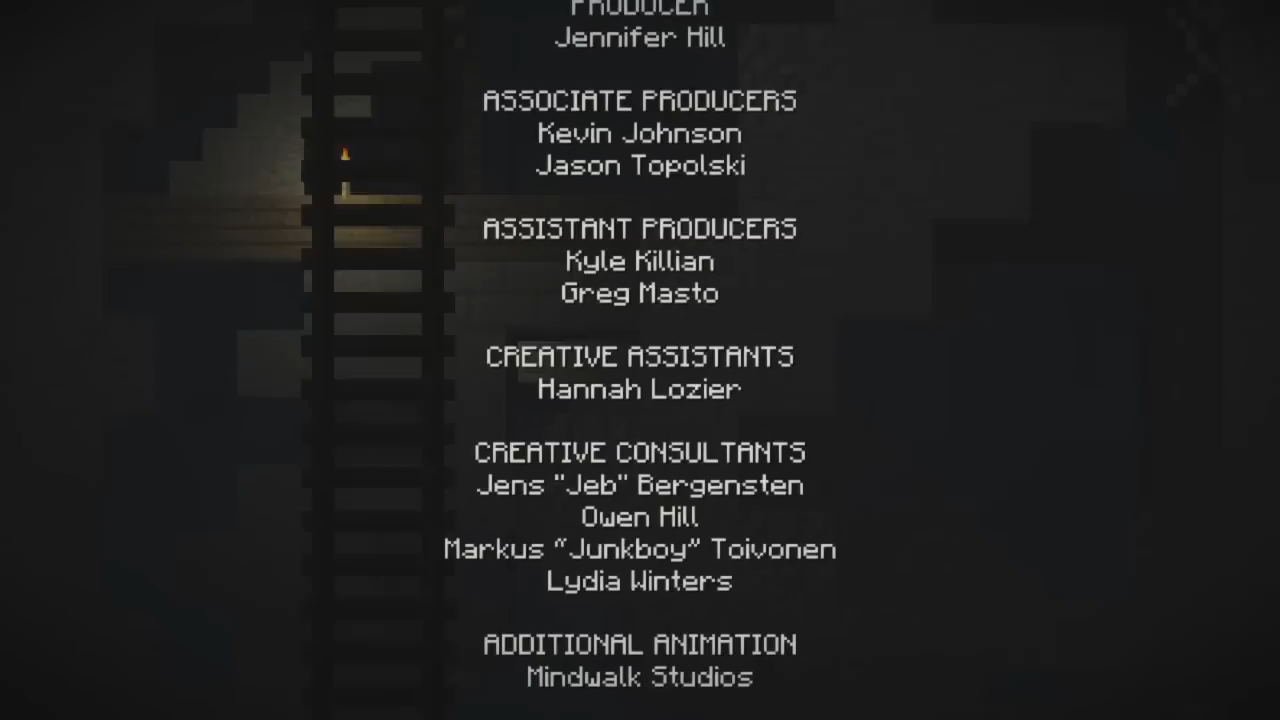 PRODUCER
Jennifer Hill
ASSOCIATE PRODUCERS
Kevin Johnson
Jason Topolski
ASSISTANT PRODUCERS
Kyle Killian
Greg Masto
CREATIVE ASSISTANTS
Hannah Lozier
CREATIVE CONSULTANTS
Jens "Jeb" Bergensten
Owen Hill
Markus “Junkboy” Toivonen
Lydia Winters
ADDITIONAL ANIMATION
Mindwalk Studios